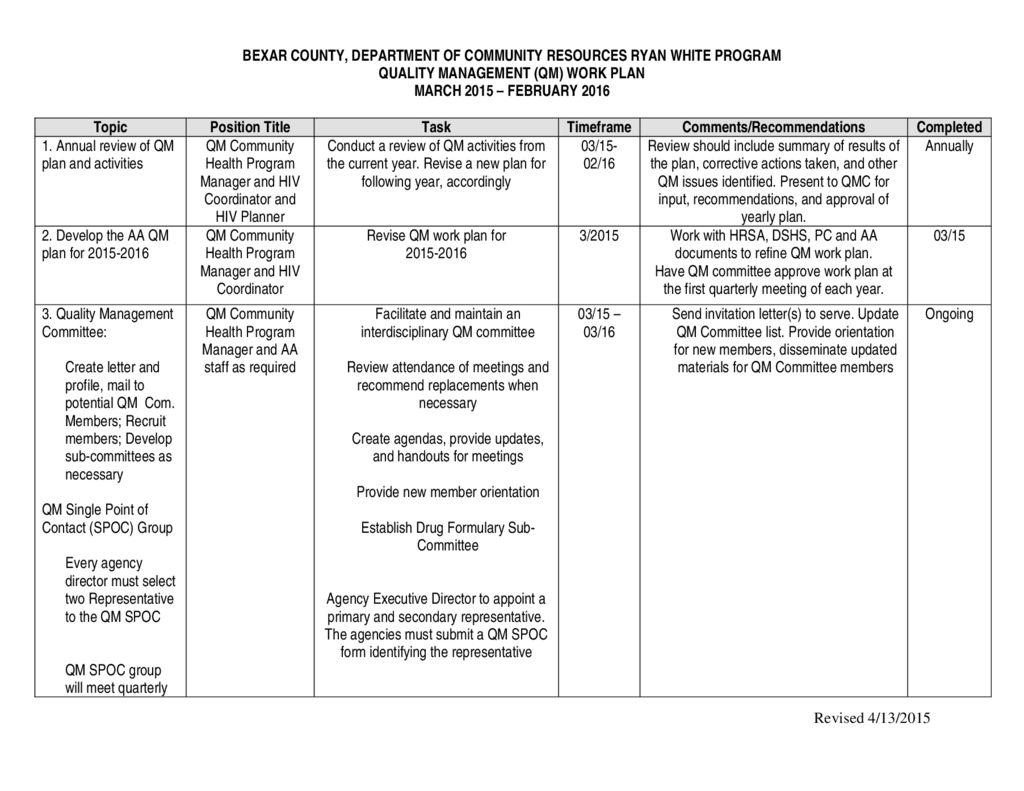 BEXAR COUNTY, DEPARTMENT OF COMMUNITY RESOURCES RYAN WHITE PROGRAM
QUALITY MANAGEMENT (QM) WORK PLAN
MARCH 2015 – FEBRUARY 2016
Topic
Position Title
Task
Timeframe
Comments/Recommendations
Completed
1. Annual review of QM
plan and activities
QM Community
Health Program
Manager and HIV
Coordinator and
HIV Planner
Conduct a review of QM activities from
the current year. Revise a new plan for
following year, accordingly
03/15-
02/16
Review should include summary of results of
the plan, corrective actions taken, and other
QM issues identified. Present to QMC for
input, recommendations, and approval of
yearly plan.
Annually
2. Develop the AA QM
plan for 2015-2016
QM Community
Health Program
Manager and HIV
Coordinator
Revise QM work plan for
2015-2016
3/2015
Work with HRSA, DSHS, PC and AA
documents to refine QM work plan.
Have QM committee approve work plan at
the first quarterly meeting of each year.
03/15
3. Quality Management
Committee:
Create letter and
profile, mail to
potential QM Com.
Members; Recruit
members; Develop
sub-committees as
necessary
QM Single Point of
Contact (SPOC) Group
Every agency
director must select
two Representative
to the QM SPOC
QM SPOC group
will meet quarterly
QM Community
Health Program
Manager and AA
staff as required
Facilitate and maintain an
interdisciplinary QM committee
Review attendance of meetings and
recommend replacements when
necessary
Create agendas, provide updates,
and handouts for meetings
Provide new member orientation
Establish Drug Formulary Sub-
Committee
Agency Executive Director to appoint a
primary and secondary representative.
The agencies must submit a QM SPOC
form identifying the representative
03/15 –
03/16
Send invitation letter(s) to serve. Update
QM Committee list. Provide orientation
for new members, disseminate updated
materials for QM Committee members
Ongoing
Revised 4/13/2015